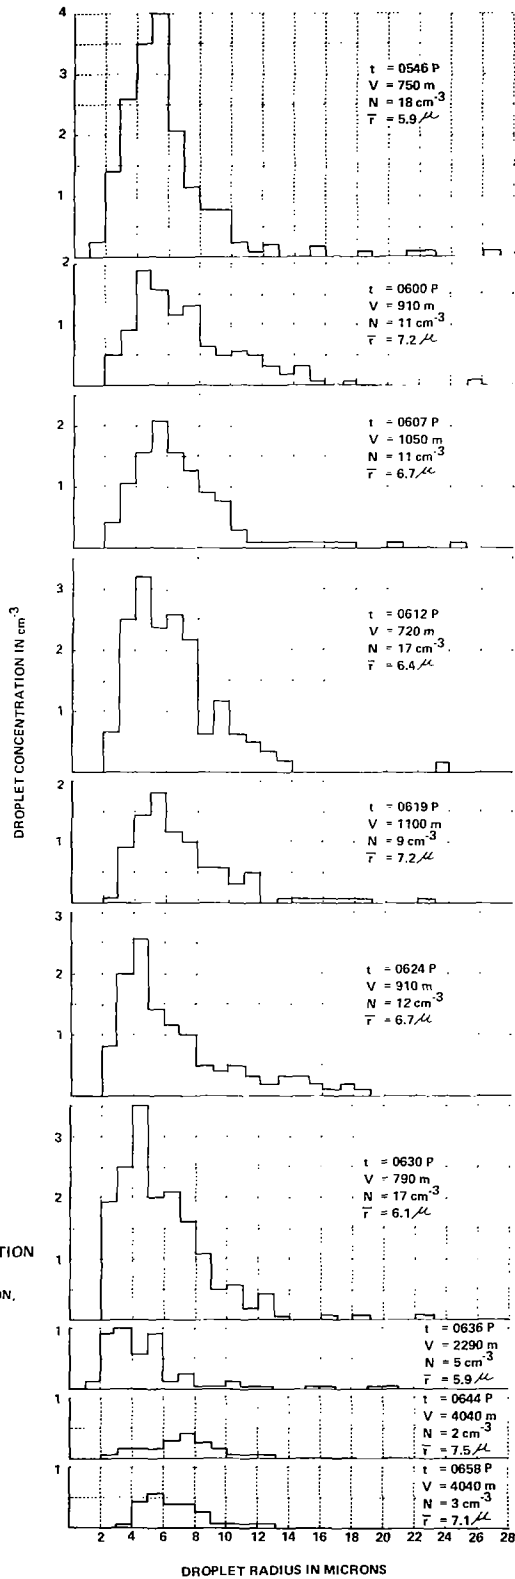 4
3
2
1
t = 0546 P
V = 750 m
N = 18 cm-3
r̅ = 5.9 μ
2
1
t = 0600 P
V = 910 m
N = 11 cm-3
r̅ = 7.2 μ
2
1
t = 0607 P
V = 1050 m
N = 11 cm-3
r̅ = 6.7 μ
DROPLET CONCENTRATION IN cm-3
3
2
1
t = 0612 P
V = 720 m
N = 17 cm-3
r̅ = 6.4 μ
2
1
t = 0619 P
V = 1100 m
N = 9 cm-3
r̅ = 7.2 μ
3
2
1
t = 0624 P
V = 910 m
N = 12 cm-3
r̅ = 6.7 μ
3
2
1
t = 0630 P
V = 790 m
N = 17 cm-3
r̅ = 6.1 μ
TION
ON,
1
t = 0636 P
V = 2290 m
N = 5 cm-3
r̅ = 5.9 μ
1
t = 0644 P
V = 4040 m
N = 2 cm-3
r̅ = 7.5 μ
1
t = 0658 P
V = 4040 m
N = 3 cm-3
r̅ = 7.1 μ
2 4 6 8 10 12 14 16 18 20 22 24 26 28
DROPLET RADIUS IN MICRONS